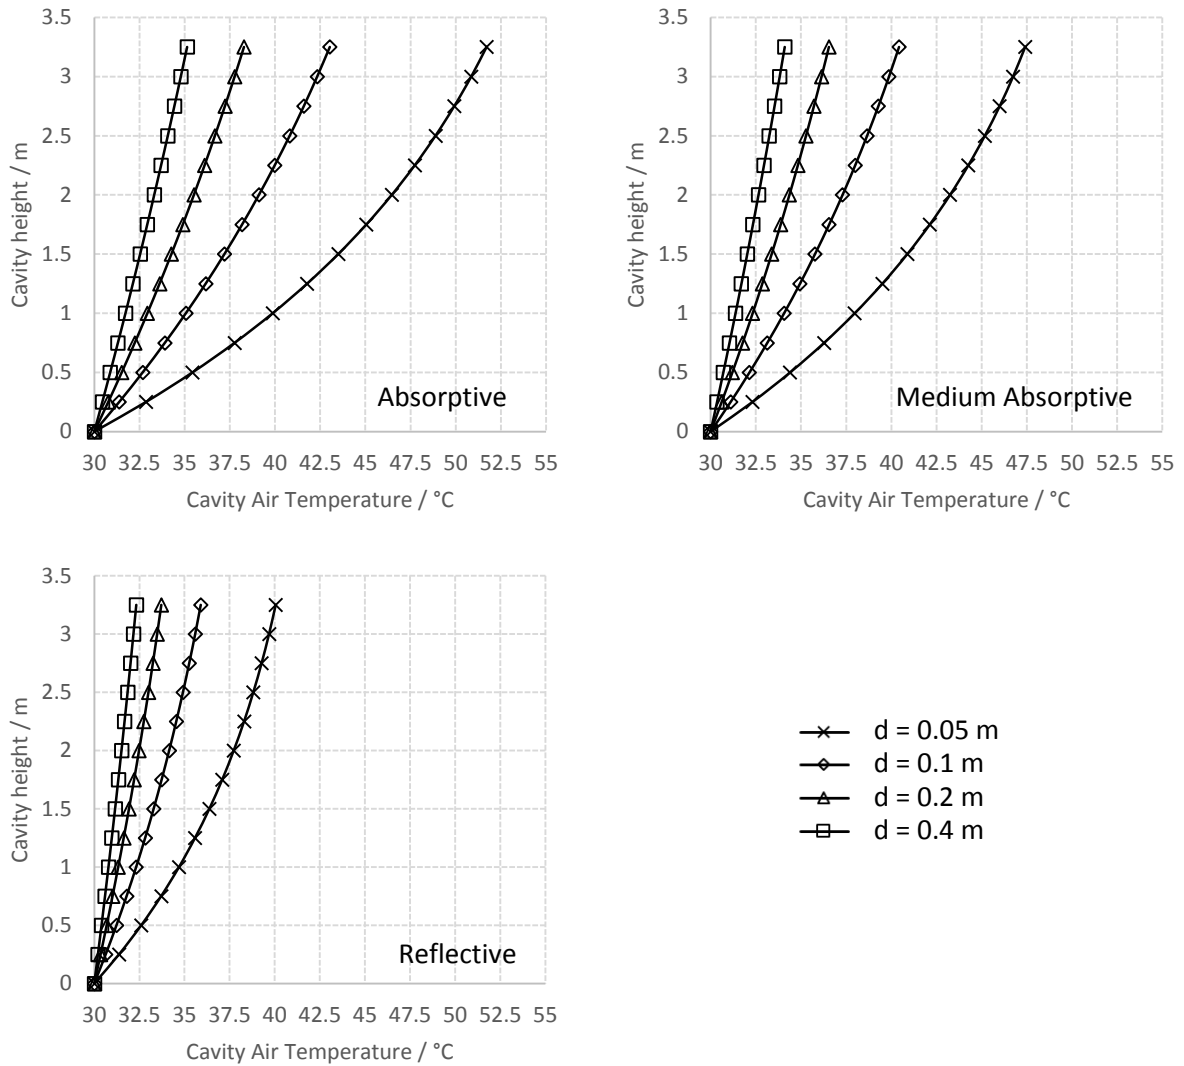 3.5
3
2.5
2
1.5
1
0.5
0
Cavity height / m
30 32.5 35 37.5 40 42.5 45 47.5 50 52.5 55
Cavity Air Temperature / °C
Absorptive
3.5
3
2.5
2
1.5
1
0.5
0
Cavity height / m
30 32.5 35 37.5 40 42.5 45 47.5 50 52.5 55
Cavity Air Temperature / °C
Medium Absorptive
3.5
3
2.5
2
1.5
1
0.5
0
Cavity height / m
30 32.5 35 37.5 40 42.5 45 47.5 50 52.5 55
Cavity Air Temperature / °C
Reflective
d = 0.05 m
d = 0.1 m
d = 0.2 m
d = 0.4 m